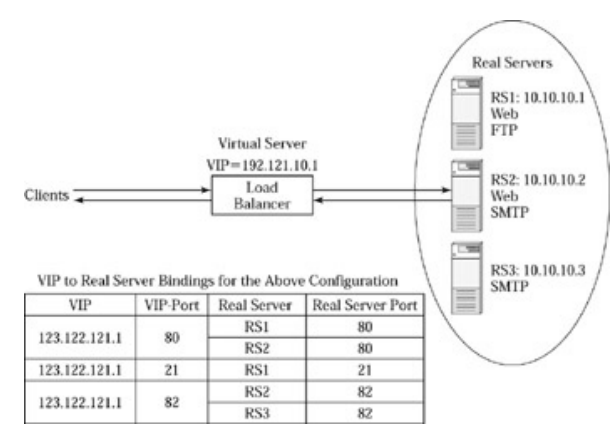 Real Servers
RS1: 10.10.10.1
Web
FTP
Virtual Server
VIP=192.121.10.1
Clients
Load
Balancer
RS2: 10.10.10.2
Web
SMTP
RS3: 10.10.10.3
SMTP
VIP to Real Server Bindings for the Above Configuration
VIP VIP-Port Real Server Real Server Port
123.122.121.1 80 RS1 80
RS2 80
123.122.121.1 21 RS1 21
123.122.121.1 82 RS2 82
RS3 82